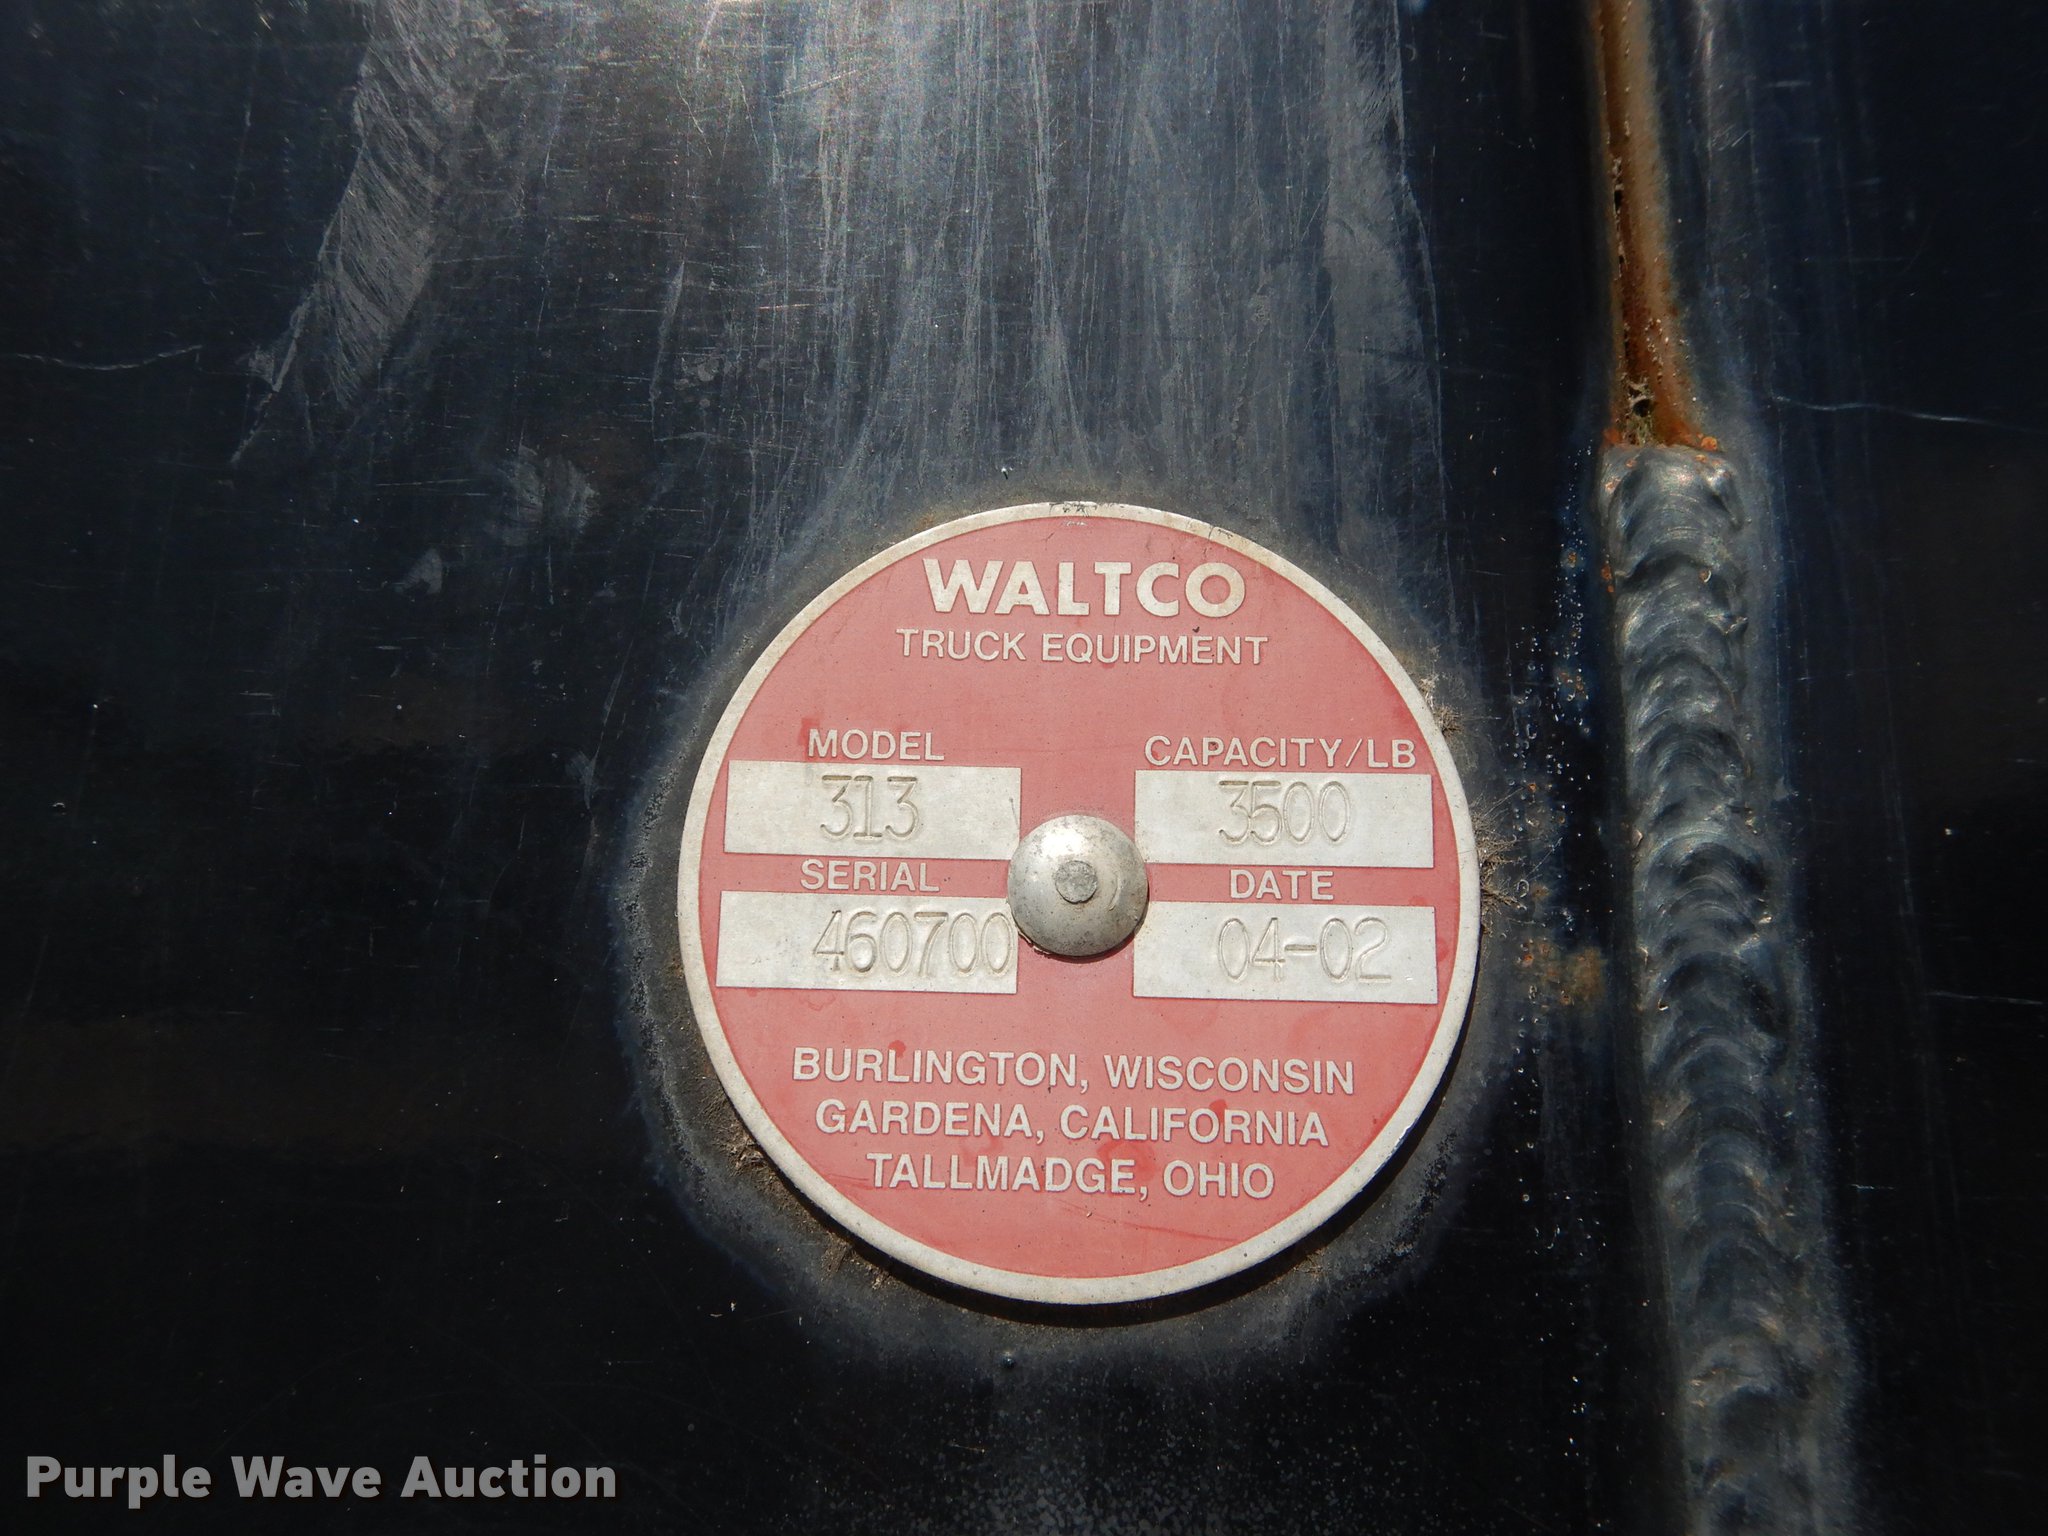 WALTCO
TRUCK EQUIPMENT
MODEL CAPACITY/LB
313 3500
SERIAL DATE
460700 04-02
BURLINGTON, WISCONSIN
GARDENA, CALIFORNIA
TALLMADGE, OHIO
Purple Wave Auction